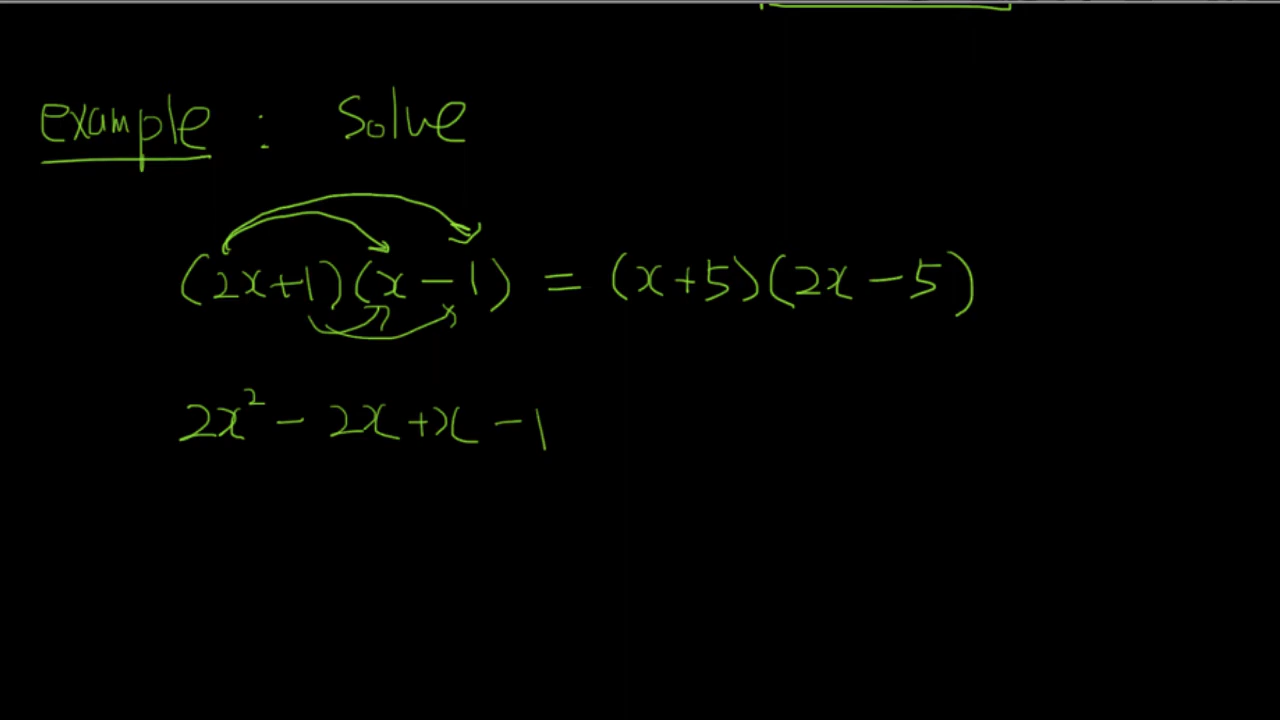 example : Solve
(2x+1)(x-1) = (x+5)(2x-5)
2x² - 2x + x - 1